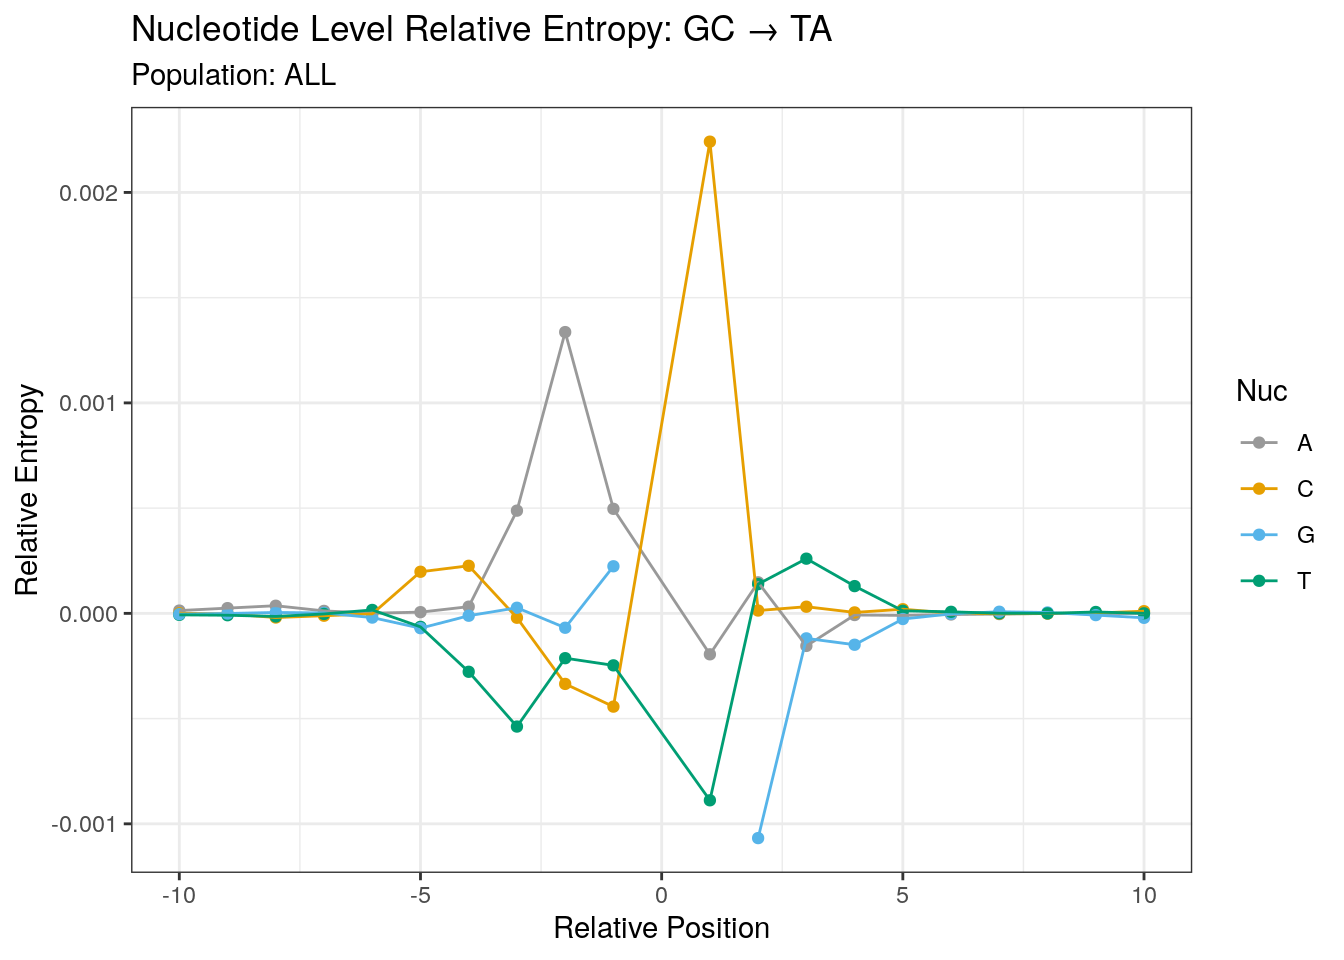 Nucleotide Level Relative Entropy: GC → TA
Population: ALL
Relative Entropy
0.002
0.001
0.000
-0.001
-10
-5
0
5
10
Relative Position
Nuc
A
C
G
T